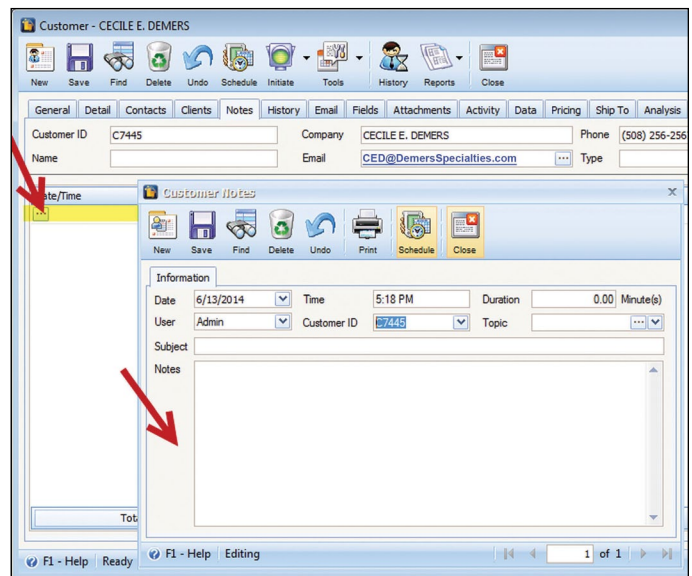 Customer - CECILE E. DEMERS
New Save Find Delete Undo Schedule Initiate Tools History Reports Close
General Detail Contacts Clients Notes History Email Fields Attachments Activity Data Pricing Ship To Analysis
Customer ID C7445 Company CECILE E. DEMERS Phone (508) 256-256
Name Email CED@DemersSpecialties.com ... Type
ate/Time
...
Customer Notes x
New Save Find Delete Undo Print Schedule Close
Information
Date 6/13/2014 Time 5:18 PM Duration 0.00 Minute(s)
User Admin Customer ID C7445 Topic ...
Subject
Notes
Tot
F1 - Help Editing 1 of 1
F1 - Help Ready